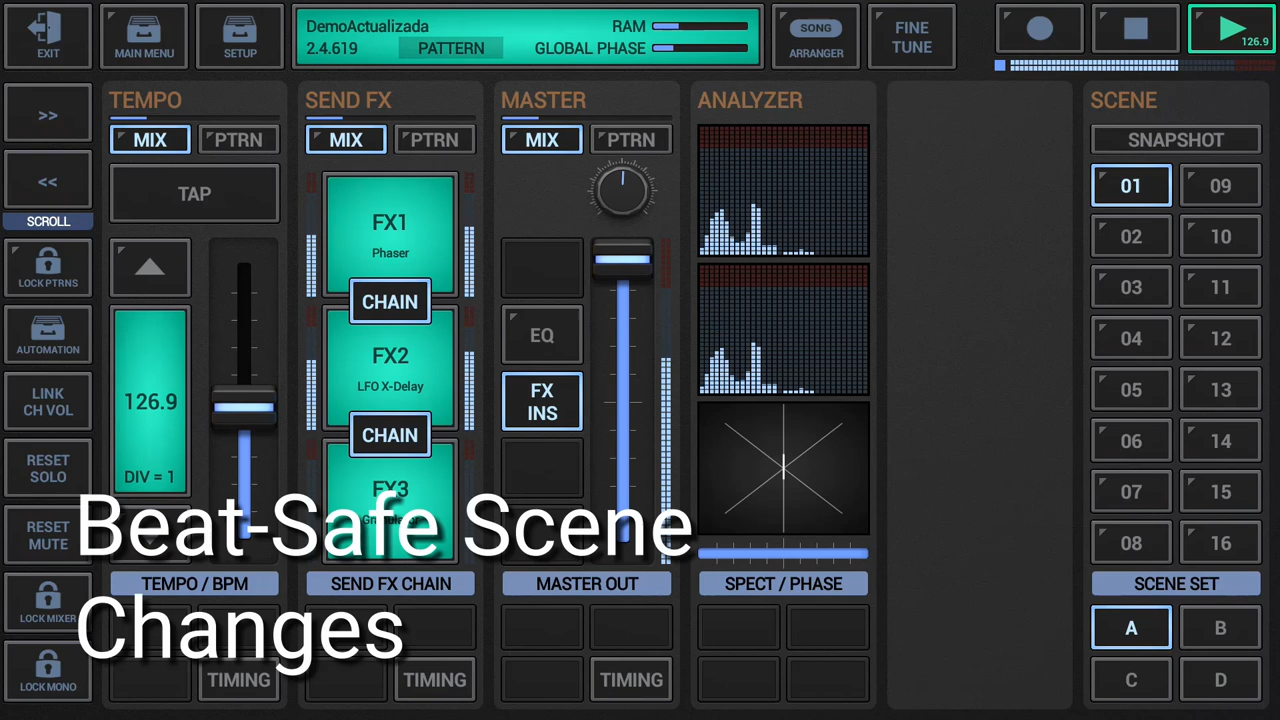 EXIT
MAIN MENU
SETUP
DemoActualizada
RAM
2.4.619
PATTERN
GLOBAL PHASE
SONG
ARRANGER
FINE
TUNE
126.9
>>
<<
SCROLL
LOCK PTRNS
AUTOMATION
LINK
CH VOL
RESET
SOLO
RESET
MUTE
LOCK MIXER
LOCK MONO
TEMPO
MIX
PTRN
TAP
126.9
DIV = 1
TEMPO / BPM
TIMING
SEND FX
MIX
PTRN
FX1
Phaser
CHAIN
FX2
LFO X-Delay
CHAIN
FX3
SEND FX CHAIN
TIMING
MASTER
MIX
PTRN
EQ
FX
INS
MASTER OUT
TIMING
ANALYZER
SPECT / PHASE
SCENE
SNAPSHOT
01 09
02 10
03 11
04 12
05 13
06 14
07 15
08 16
SCENE SET
A B
C D
Beat-Safe Scene
Changes